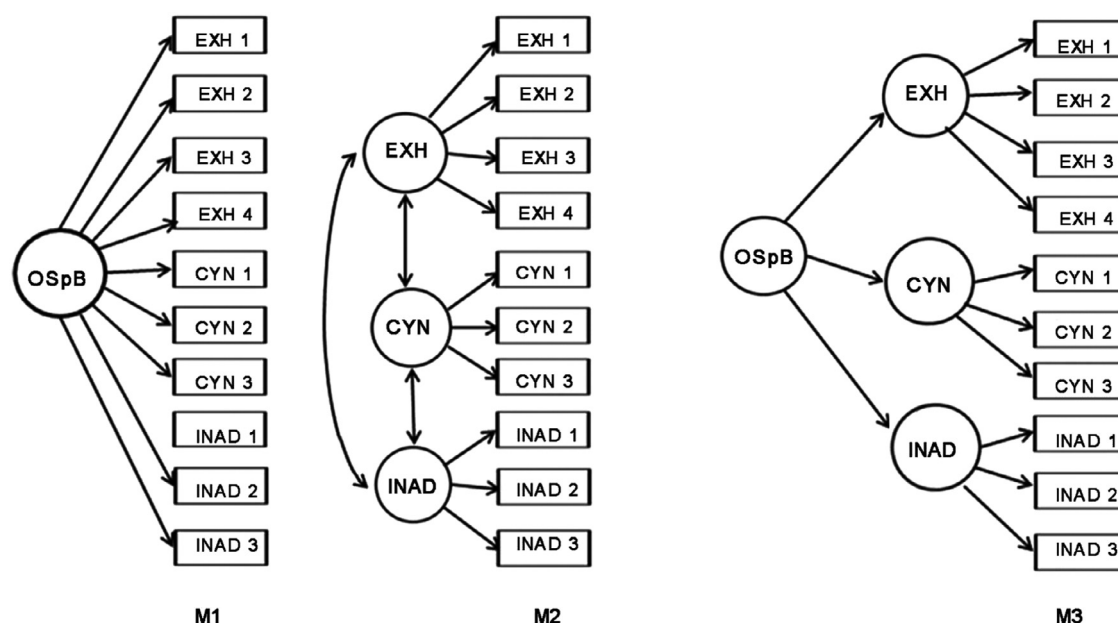 EXH 1
EXH 2
EXH 3
EXH 4
OSpB
CYN 1
CYN 2
CYN 3
INAD 1
INAD 2
INAD 3
M1
EXH 1
EXH 2
EXH
EXH 3
EXH 4
CYN 1
CYN
CYN 2
CYN 3
INAD 1
INAD
INAD 2
INAD 3
M2
EXH 1
EXH
EXH 2
EXH 3
EXH 4
OSpB
CYN 1
CYN
CYN 2
CYN 3
INAD 1
INAD
INAD 2
INAD 3
M3